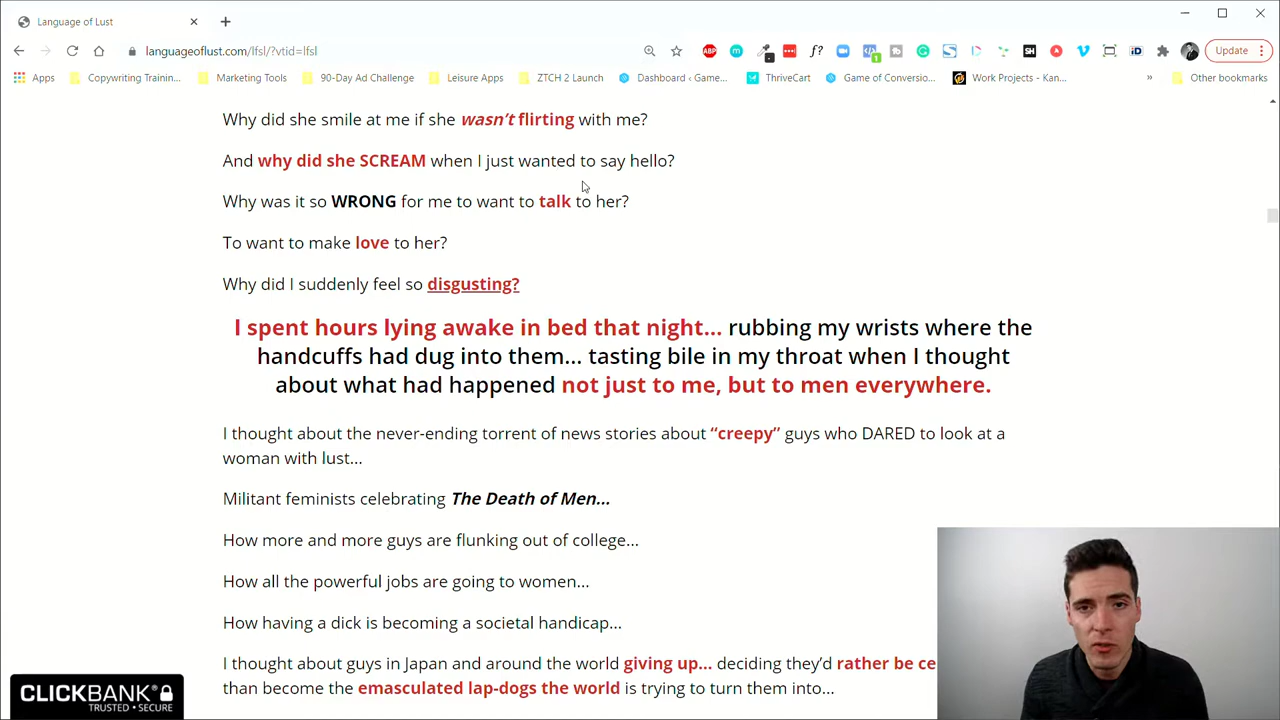 Language of Lust
languageoflust.com/lfsl/?vtid=lfsl
ABP
m
f?
1
SH
iD
Update
Apps
Copywriting Trainin...
Marketing Tools
90-Day Ad Challenge
Leisure Apps
ZTCH 2 Launch
Dashboard ‹ Game...
ThriveCart
Game of Conversio...
Work Projects - Kan...
»
Other bookmarks
Why did she smile at me if she wasn't flirting with me?
And why did she SCREAM when I just wanted to say hello?
Why was it so WRONG for me to want to talk to her?
To want to make love to her?
Why did I suddenly feel so disgusting?
I spent hours lying awake in bed that night... rubbing my wrists where the
handcuffs had dug into them... tasting bile in my throat when I thought
about what had happened not just to me, but to men everywhere.
I thought about the never-ending torrent of news stories about “creepy” guys who DARED to look at a
woman with lust...
Militant feminists celebrating The Death of Men...
How more and more guys are flunking out of college...
How all the powerful jobs are going to women...
How having a dick is becoming a societal handicap...
I thought about guys in Japan and around the world giving up... deciding they'd rather be ce
than become the emasculated lap-dogs the world is trying to turn them into...
CLICKBANK®
TRUSTED • SECURE